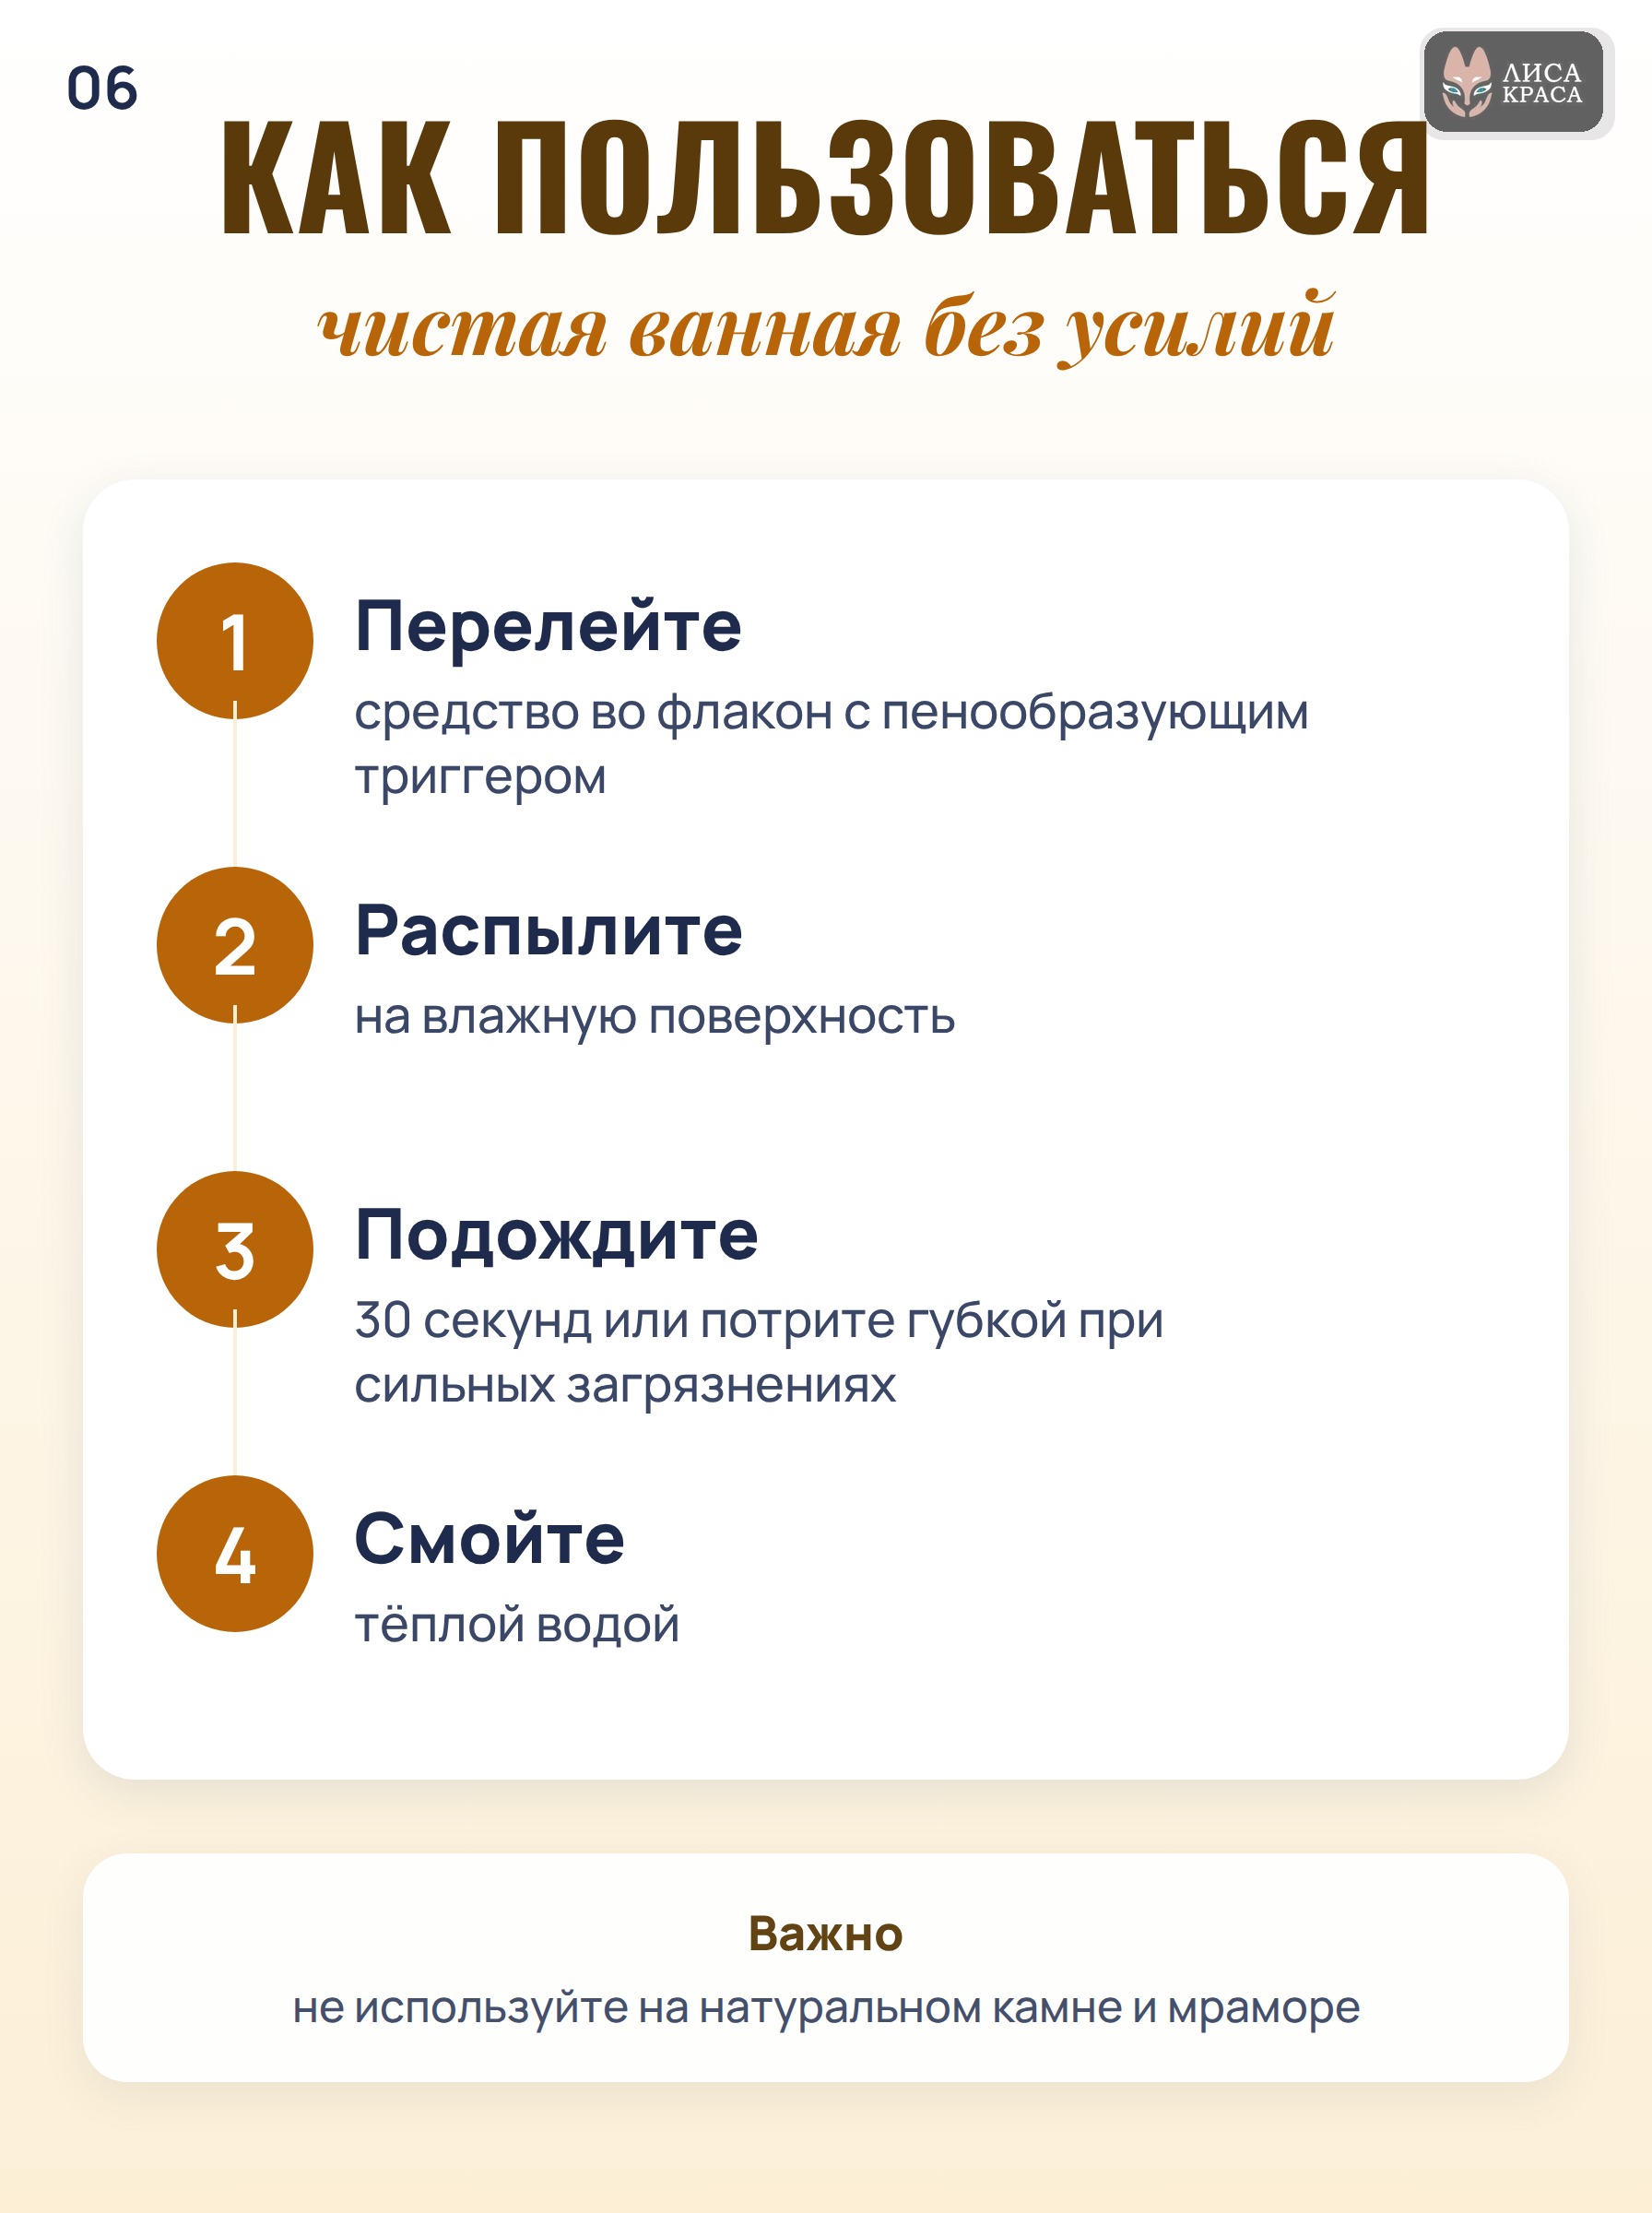 06
ЛИСА
КРАСА
КАК ПОЛЬЗОВАТЬСЯ
чистая ванная без усилий
1
Перелейте
средство во флакон с пенообразующим
триггером
2
Распылите
на влажную поверхность
3
Подождите
30 секунд или потрите губкой при
сильных загрязнениях
4
Смойте
тёплой водой
Важно
не используйте на натуральном камне и мраморе